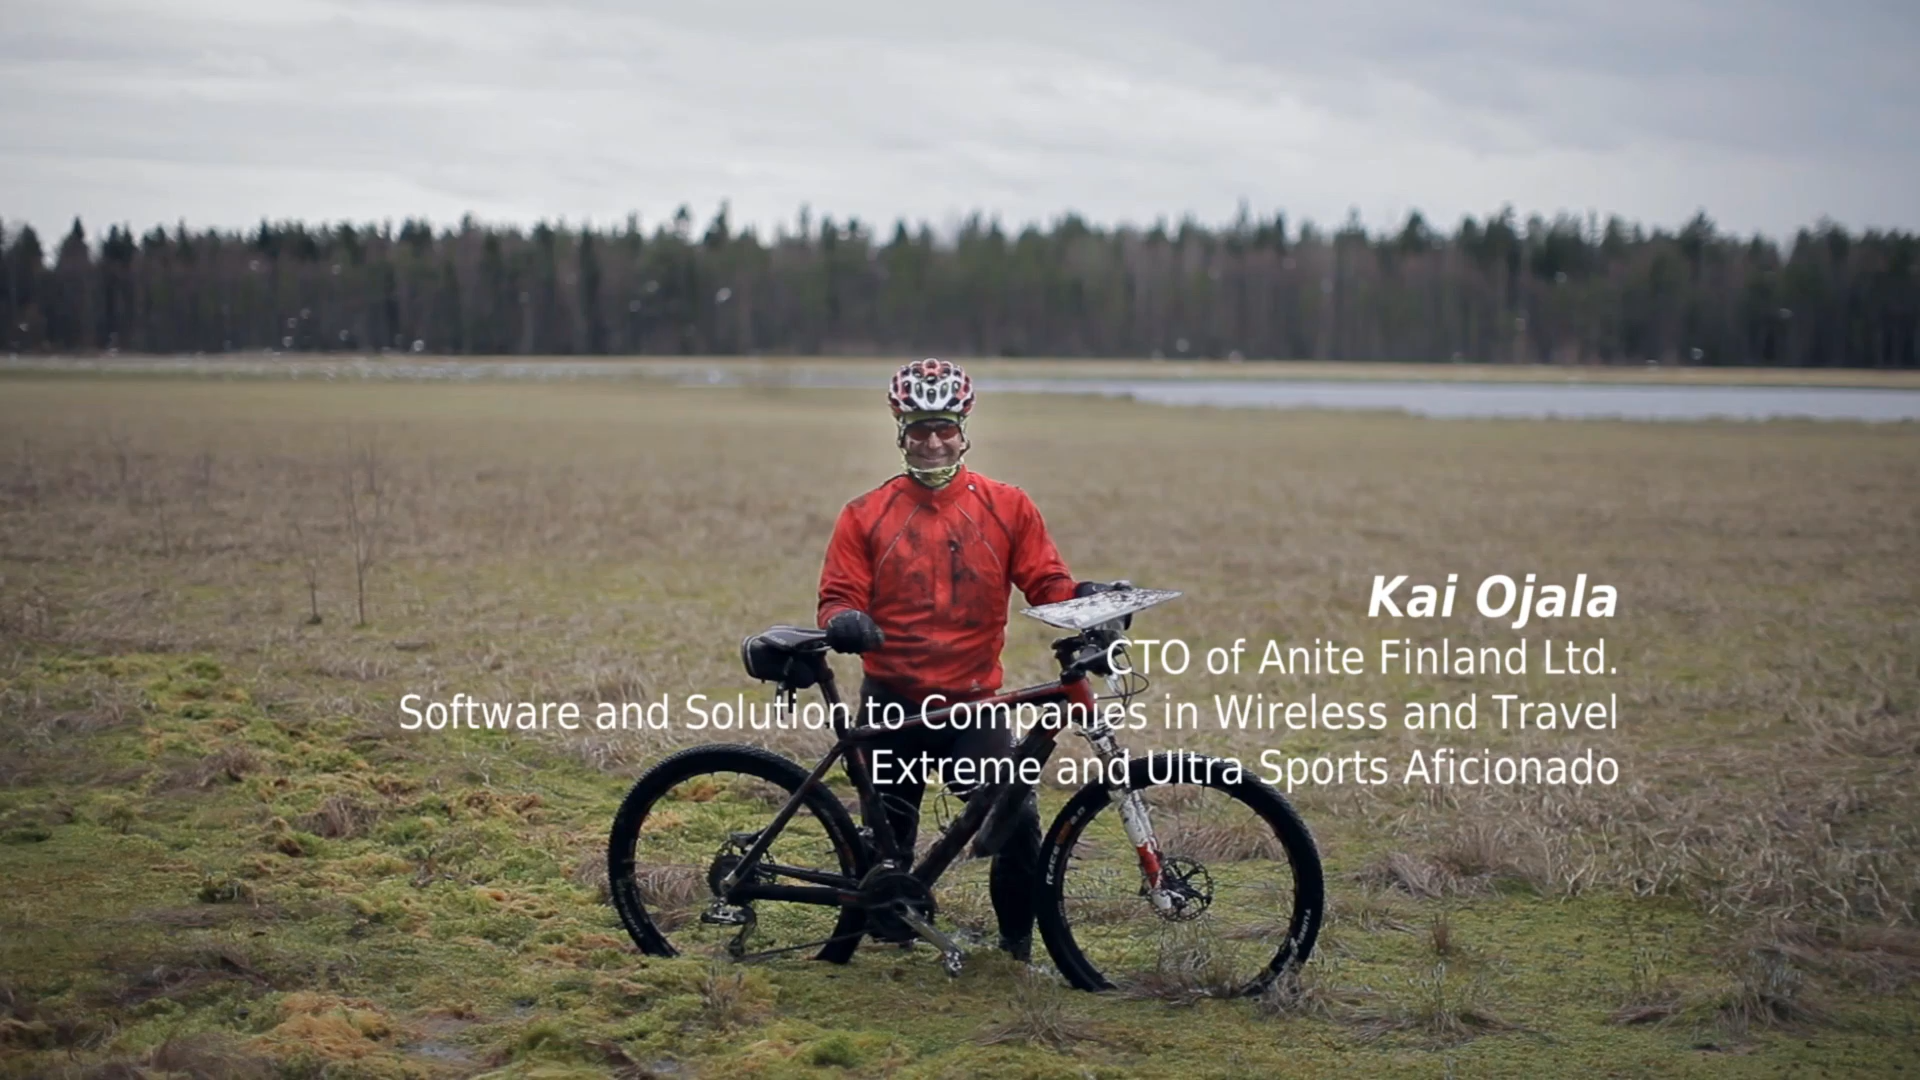 Kai Ojala
CTO of Anite Finland Ltd.
Software and Solution to Companies in Wireless and Travel
Extreme and Ultra Sports Aficionado